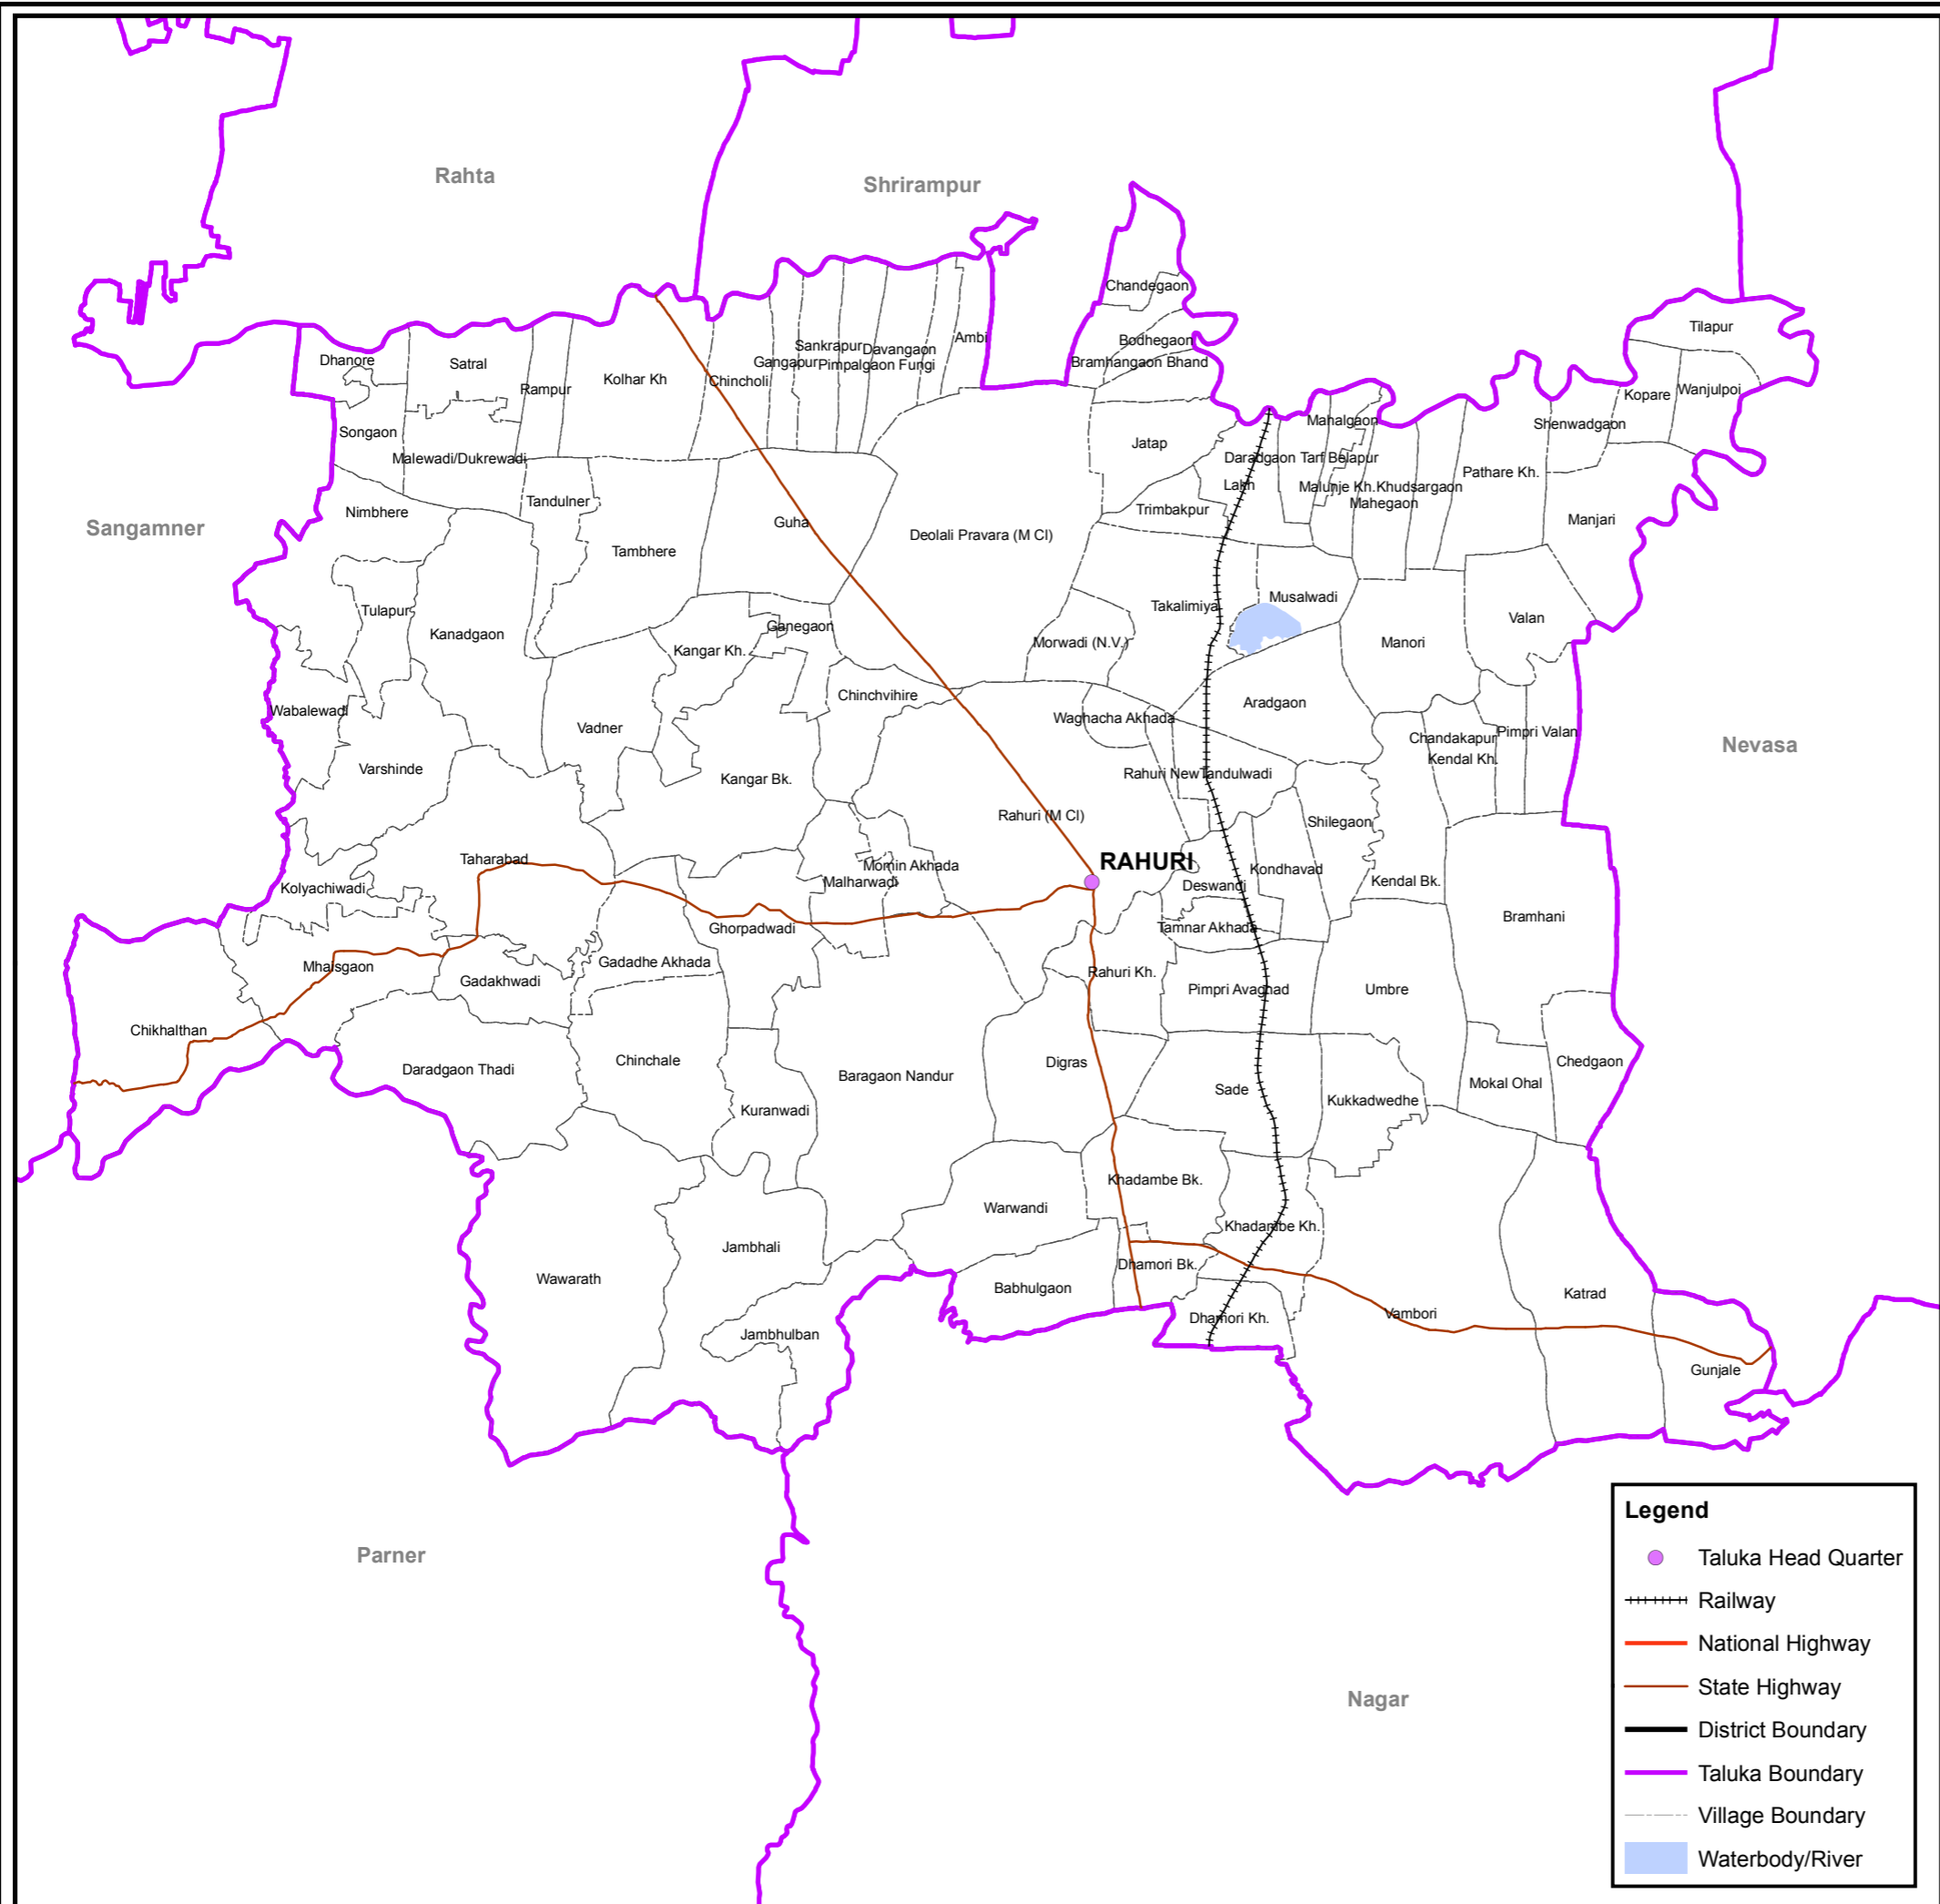 Rahta
Shrirampur
Chandegaon
Tilapur
Bodhegaon
Ambi
Sankrapur
Davangaon
Dhanore
Satral
Gangapur
Pimpalgaon Fungi
Bramhangaon Bhand
Kolhar Kh
Chincholi
Rampur
Wanjulpoi
Kopare
Mahalgaon
Shenwadgaon
Songaon
Jatap
Malewadi/Dukrewadi
Daradgaon Tarf Belapur
Pathare Kh.
Lakh
Malunje Kh.
Khudsargaon
Tandulner
Mahegaon
Nimbhere
Trimbakpur
Manjari
Sangamner
Guha
Deolali Pravara (M Cl)
Tambhere
Musalwadi
Takalimiya
Tulapur
Valan
Ganegaon
Kanadgaon
Morwadi (N.V.)
Manori
Kangar Kh.
Chinchvihire
Aradgaon
Wabalewadi
Waghacha Akhada
Vadner
Pimpri Valan
Chandakapur
Nevasa
Kendal Kh.
Varshinde
Rahuri New
Tandulwadi
Kangar Bk.
Rahuri (M Cl)
Shilegaon
Taharabad
RAHURI
Momin Akhada
Kondhavad
Malharwadi
Kendal Bk.
Kolyachiwadi
Deswandi
Bramhani
Ghorpadwadi
Tamnar Akhada
Gadadhe Akhada
Mhaisgaon
Rahuri Kh.
Gadakhwadi
Pimpri Avaghad
Umbre
Chikhalthan
Chinchale
Digras
Chedgaon
Daradgaon Thadi
Baragaon Nandur
Mokal Ohal
Sade
Kukkadwedhe
Kuranwadi
Khadambe Bk.
Warwandi
Khadambe Kh.
Jambhali
Dhamori Bk.
Wawarath
Babhulgaon
Katrad
Vambori
Dhamori Kh.
Jambhulban
Gunjale
Legend
Parner
Taluka Head Quarter
Railway
National Highway
State Highway
Nagar
District Boundary
Taluka Boundary
Village Boundary
Waterbody/River